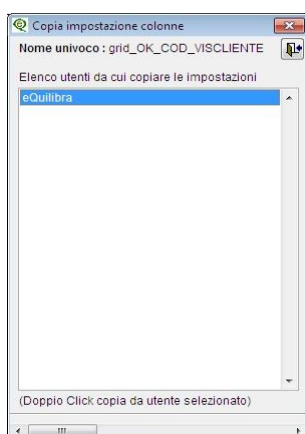 Copia impostazione colonne
Nome univoco : grid_OK_COD_VISCLIENTE
Elenco utenti da cui copiare le impostazioni
eQuilibra
(Doppio Click copia da utente selezionato)